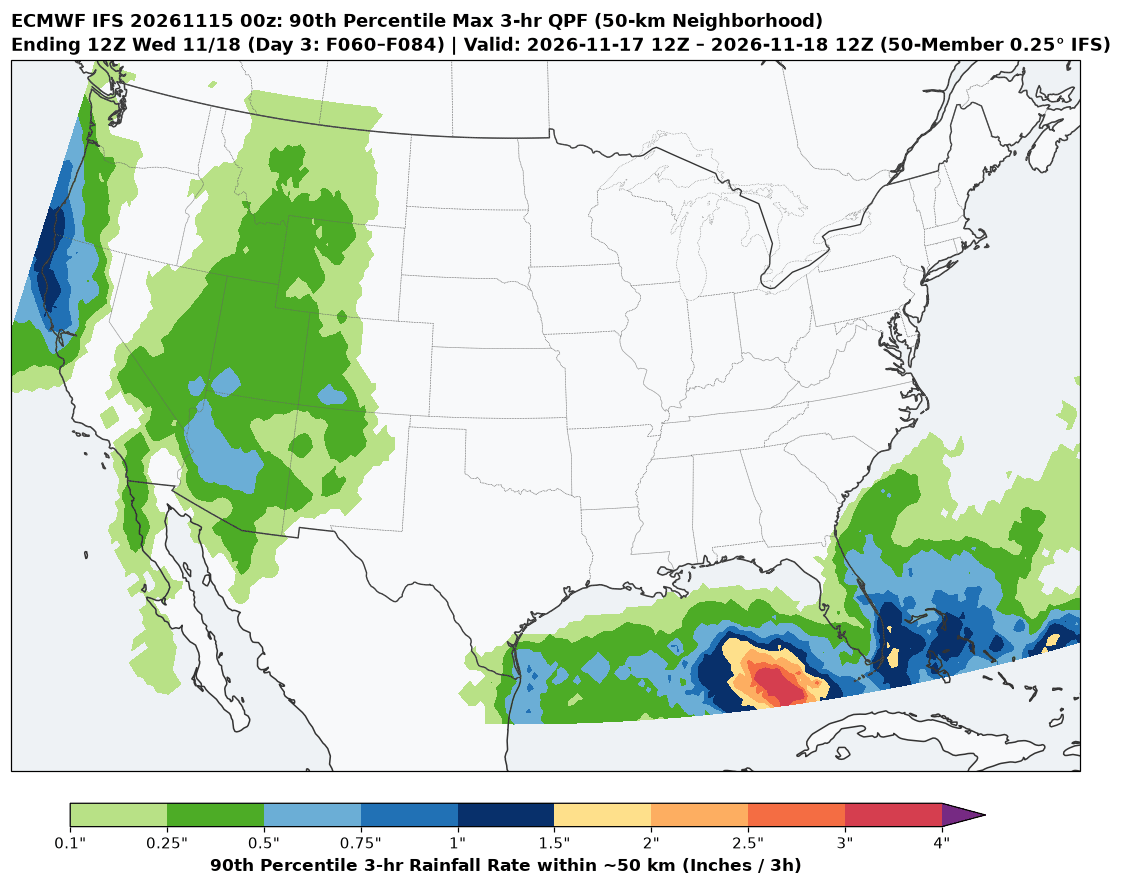 ECMWF IFS 20261115 00z: 90th Percentile Max 3-hr QPF (50-km Neighborhood)
Ending 12Z Wed 11/18 (Day 3: F060–F084) | Valid: 2026-11-17 12Z – 2026-11-18 12Z (50-Member 0.25° IFS)
0.1" 0.25" 0.5" 0.75" 1" 1.5" 2" 2.5" 3" 4"
90th Percentile 3-hr Rainfall Rate within ~50 km (Inches / 3h)